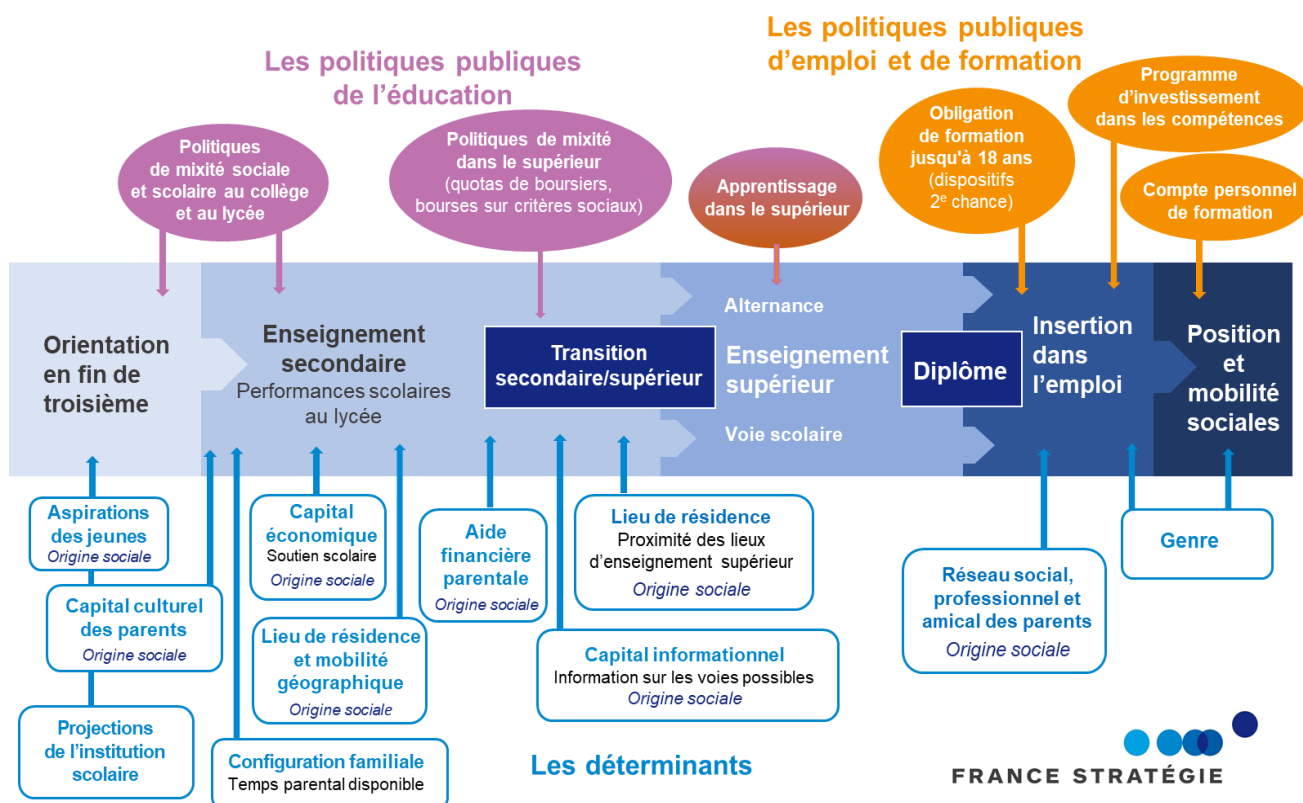 Les politiques publiques
de l’éducation
Les politiques publiques
d’emploi et de formation
Politiques
de mixité sociale
et scolaire au collège
et au lycée
Politiques de mixité
dans le supérieur
(quotas de boursiers,
bourses sur critères sociaux)
Apprentissage
dans le supérieur
Obligation
de formation
jusqu'à 18 ans
(dispositifs
2e chance)
Programme
d’investissement
dans les compétences
Compte personnel
de formation
Orientation
en fin de
troisième
Enseignement
secondaire
Performances scolaires
au lycée
Transition
secondaire/supérieur
Alternance
Enseignement
supérieur
Voie scolaire
Diplôme
Insertion
dans
l’emploi
Position
et
mobilité
sociales
Aspirations
des jeunes
Origine sociale
Capital culturel
des parents
Origine sociale
Projections
de l’institution
scolaire
Capital
économique
Soutien scolaire
Origine sociale
Lieu de résidence
et mobilité
géographique
Origine sociale
Configuration familiale
Temps parental disponible
Aide
financière
parentale
Origine sociale
Lieu de résidence
Proximité des lieux
d’enseignement supérieur
Origine sociale
Capital informationnel
Information sur les voies possibles
Origine sociale
Réseau social,
professionnel et
amical des parents
Origine sociale
Genre
Les déterminants
FRANCE STRATÉGIE